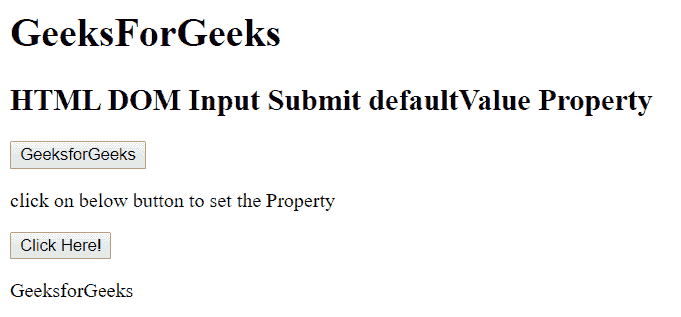 GeeksForGeeks
HTML DOM Input Submit defaultValue Property
GeeksforGeeks
click on below button to set the Property
Click Here!
GeeksforGeeks